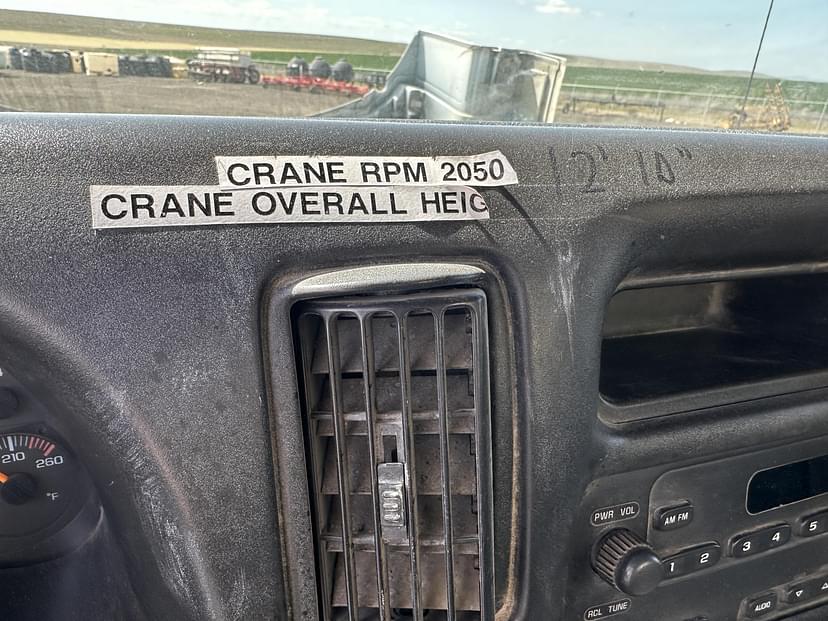 CRANE RPM 2050
12' 10"
CRANE OVERALL HEIG
210
260
°F
PWR VOL
AM FM
1 2
3 4
5
RCL TUNE
AUDIO